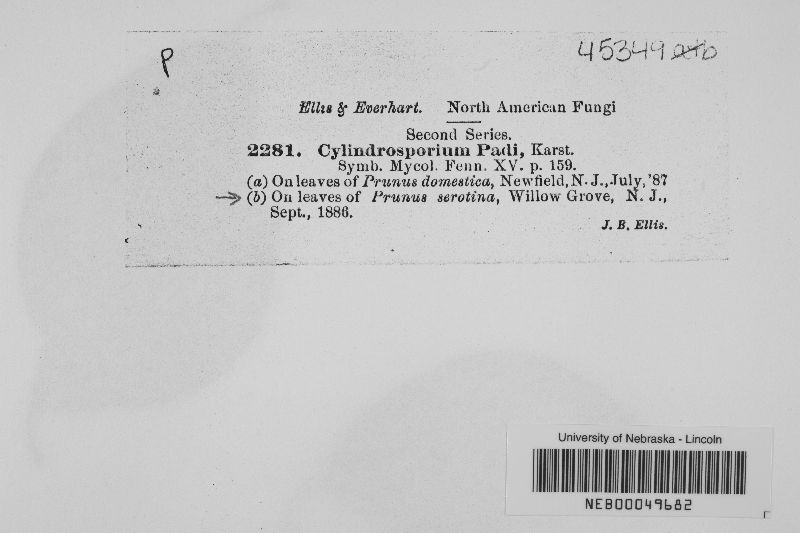 P
45349 a+b
Ellis & Everhart. North American Fungi
Second Series.
2281. Cylindrosporium Padi, Karst.
Symb. Mycol. Fenn. XV. p. 159.
(a) On leaves of Prunus domestica, Newfield, N. J., July, '87
→ (b) On leaves of Prunus serotina, Willow Grove, N. J.,
Sept., 1886.
J. B. Ellis.
University of Nebraska - Lincoln
NEB00049682